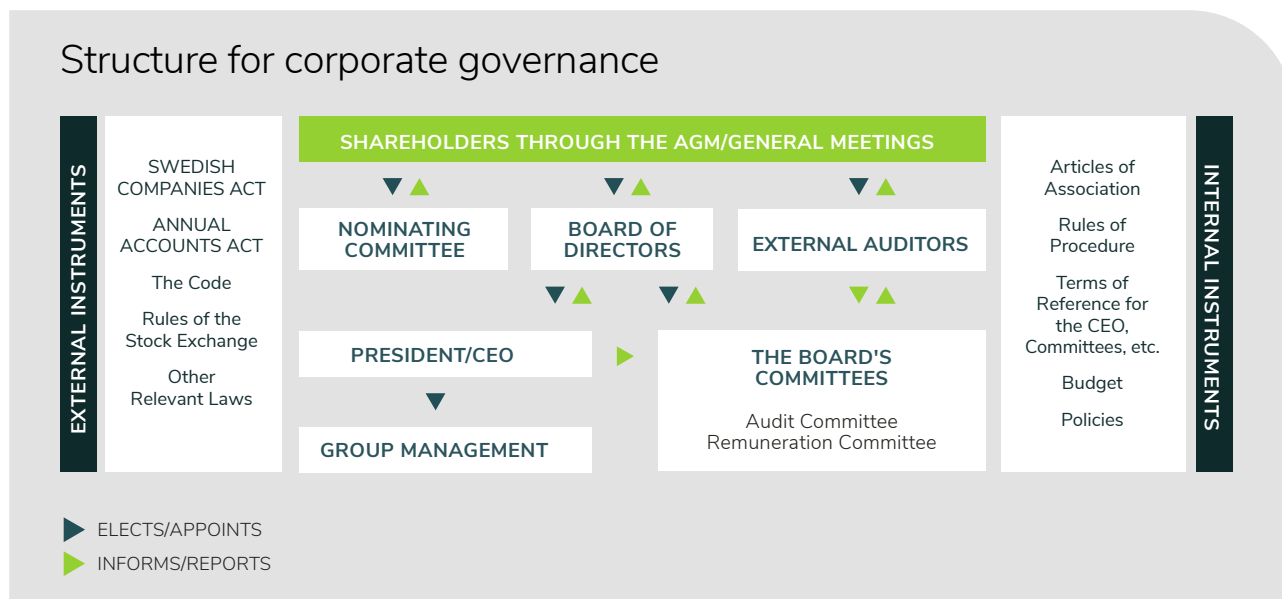 Structure for corporate governance
EXTERNAL INSTRUMENTS
SWEDISH
COMPANIES ACT
ANNUAL
ACCOUNTS ACT
The Code
Rules of the
Stock Exchange
Other
Relevant Laws
SHAREHOLDERS THROUGH THE AGM/GENERAL MEETINGS
NOMINATING
COMMITTEE
BOARD OF
DIRECTORS
EXTERNAL AUDITORS
PRESIDENT/CEO
GROUP MANAGEMENT
THE BOARD'S
COMMITTEES
Audit Committee
Remuneration Committee
Articles of
Association
Rules of
Procedure
Terms of
Reference for
the CEO,
Committees, etc.
Budget
Policies
INTERNAL INSTRUMENTS
ELECTS/APPOINTS
INFORMS/REPORTS